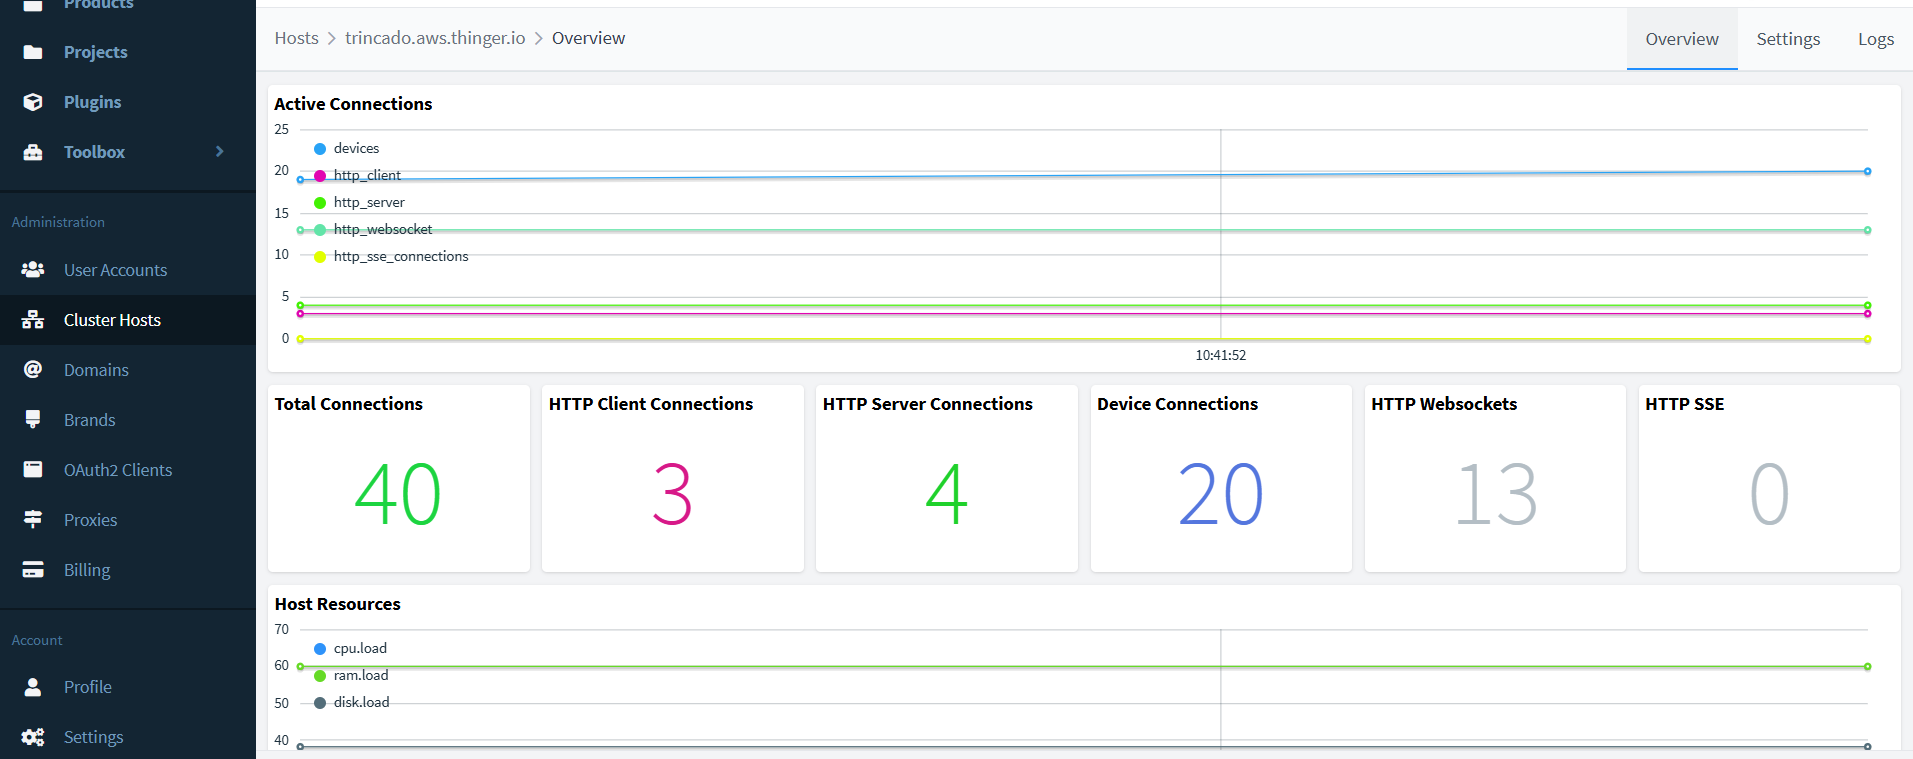 Products
Projects
Plugins
Toolbox
Administration
User Accounts
Cluster Hosts
Domains
Brands
OAuth2 Clients
Proxies
Billing
Account
Profile
Settings
Hosts > trincado.aws.thinger.io > Overview
Overview Settings Logs
Active Connections
25
20
15
10
5
0
devices
http_client
http_server
http_websocket
http_sse_connections
10:41:52
Total Connections
40
HTTP Client Connections
3
HTTP Server Connections
4
Device Connections
20
HTTP Websockets
13
HTTP SSE
0
Host Resources
70
60
50
40
cpu.load
ram.load
disk.load